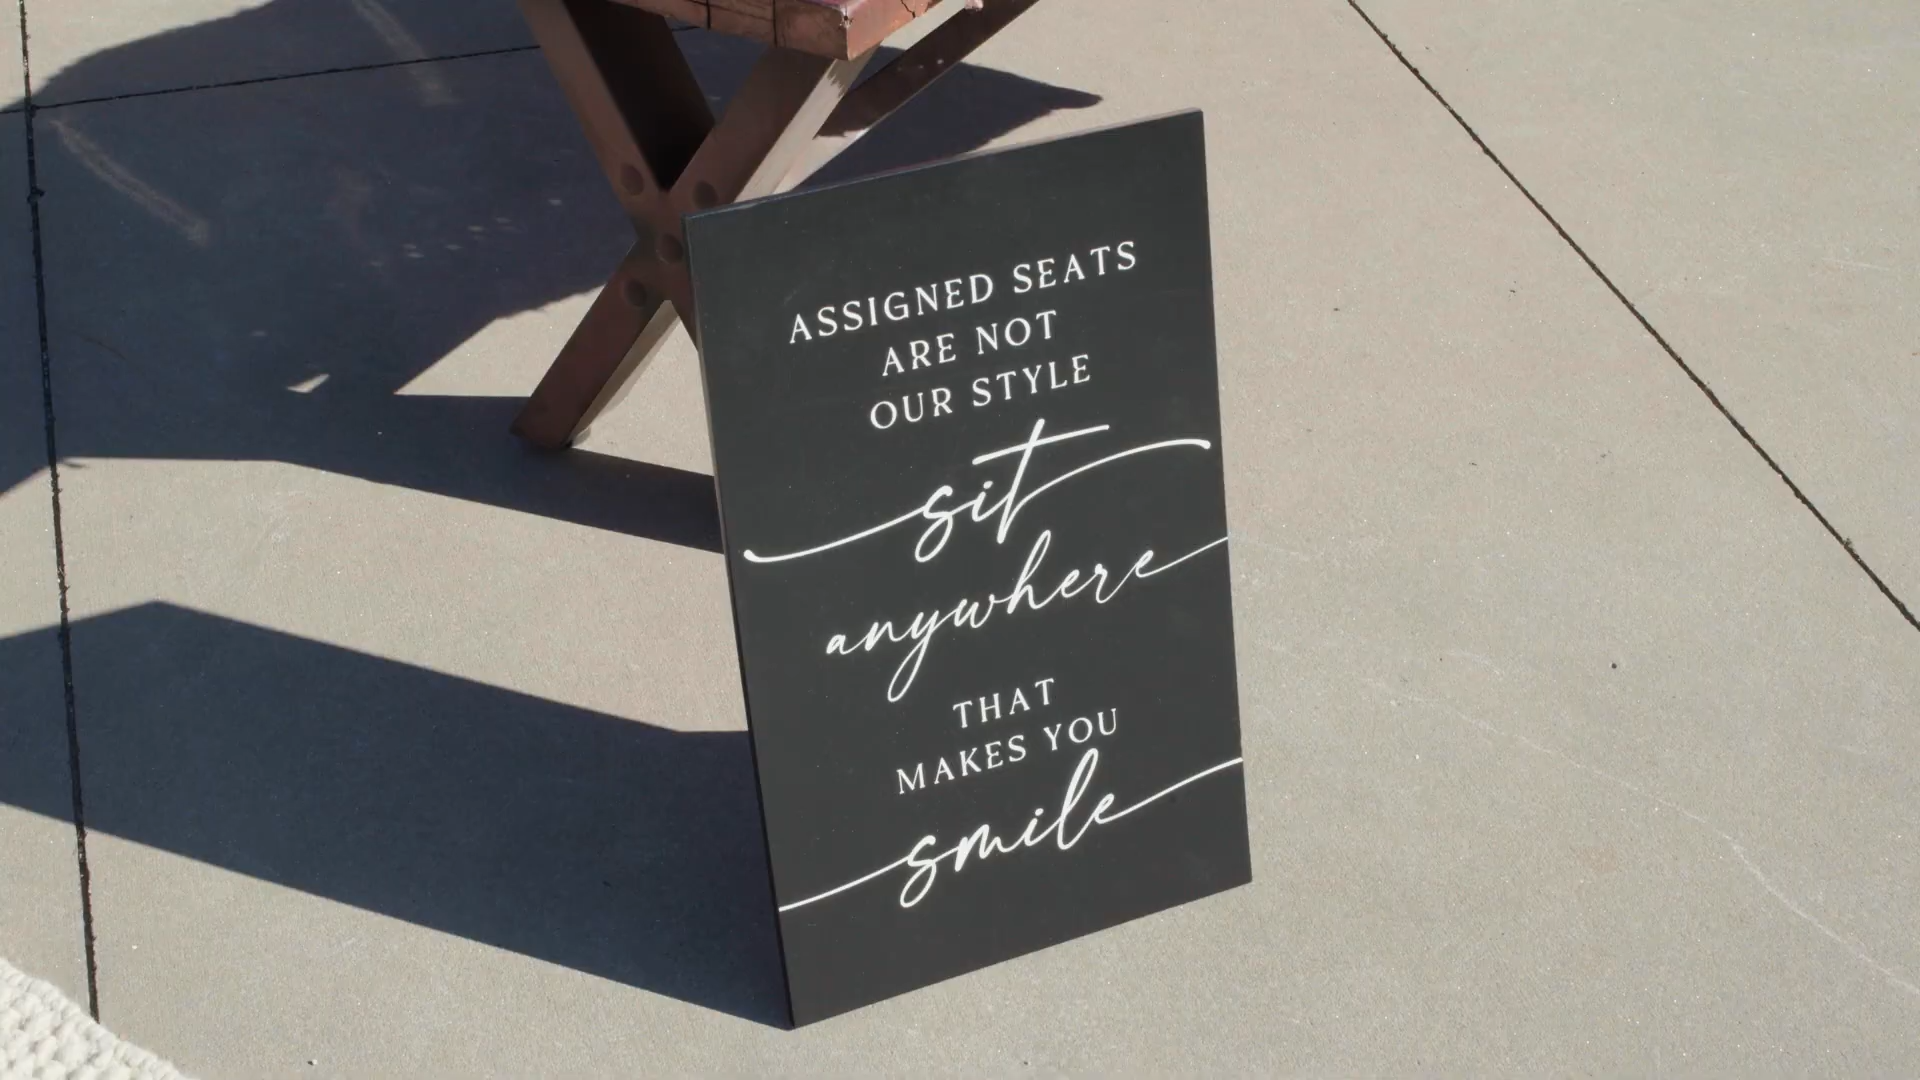 ASSIGNED SEATS
ARE NOT
OUR STYLE
sit
anywhere
THAT
MAKES YOU
smile